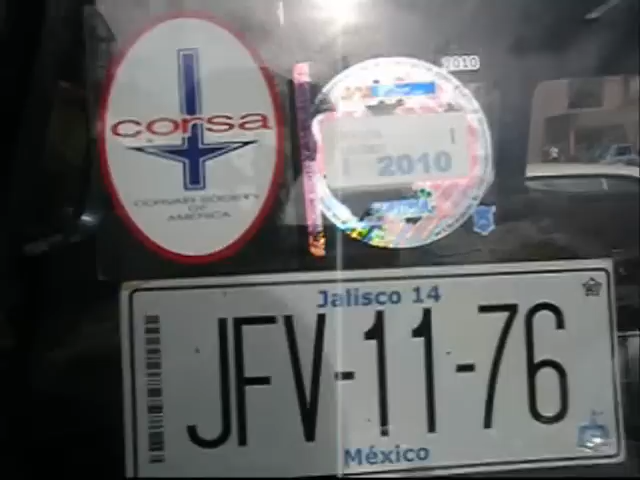 corsa
CORVAIR SOCIETY
OF
AMERICA
2010
2010
Jalisco 14
JFV-11-76
México